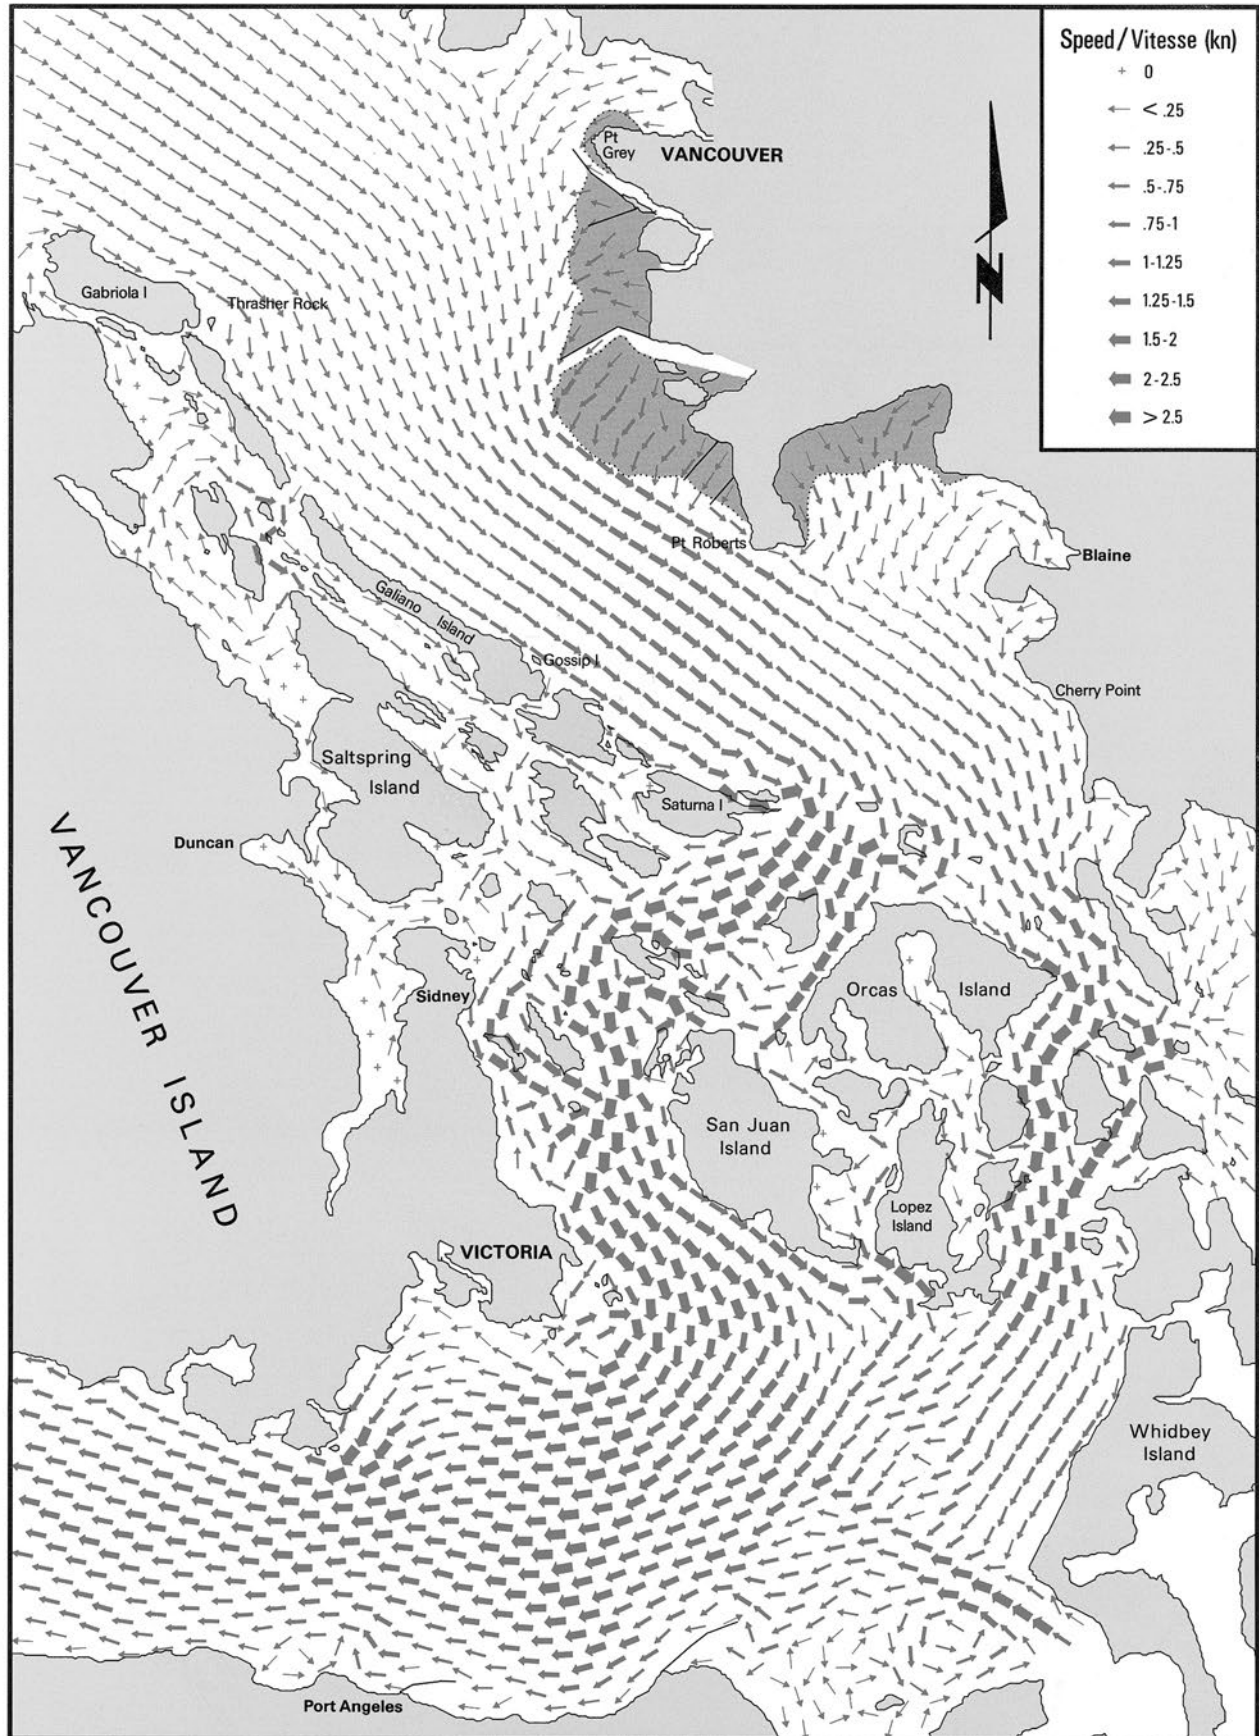 Speed/Vitesse (kn)
+ 0
< .25
.25-.5
.5-.75
.75-1
1-1.25
1.25-1.5
1.5-2
2-2.5
> 2.5
N
Pt
Grey
VANCOUVER
Gabriola I
Thrasher Rock
Pt Roberts
Blaine
Galiano
Island
Gossip I
Cherry Point
Saltspring
Island
Saturna I
Duncan
VANCOUVER ISLAND
Sidney
Orcas Island
San Juan
Island
Lopez
Island
VICTORIA
Whidbey
Island
Port Angeles